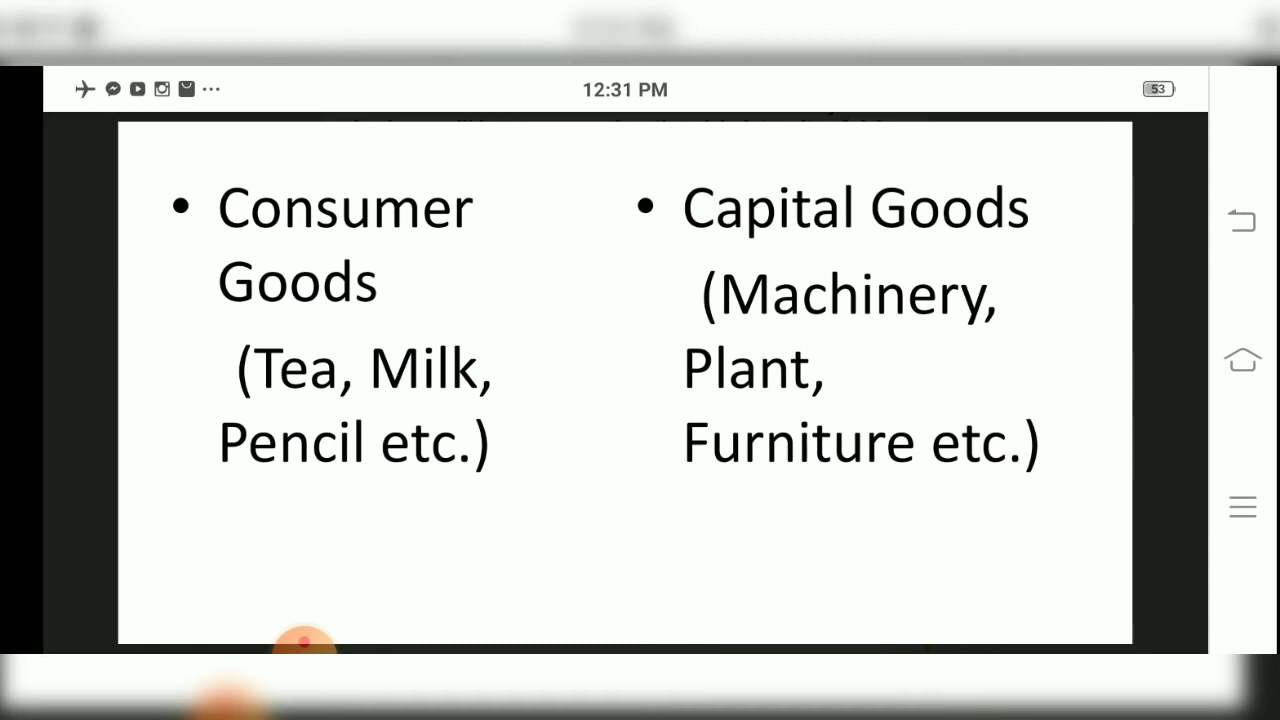 12:31 PM
53
• Consumer
Goods
(Tea, Milk,
Pencil etc.)
• Capital Goods
(Machinery,
Plant,
Furniture etc.)